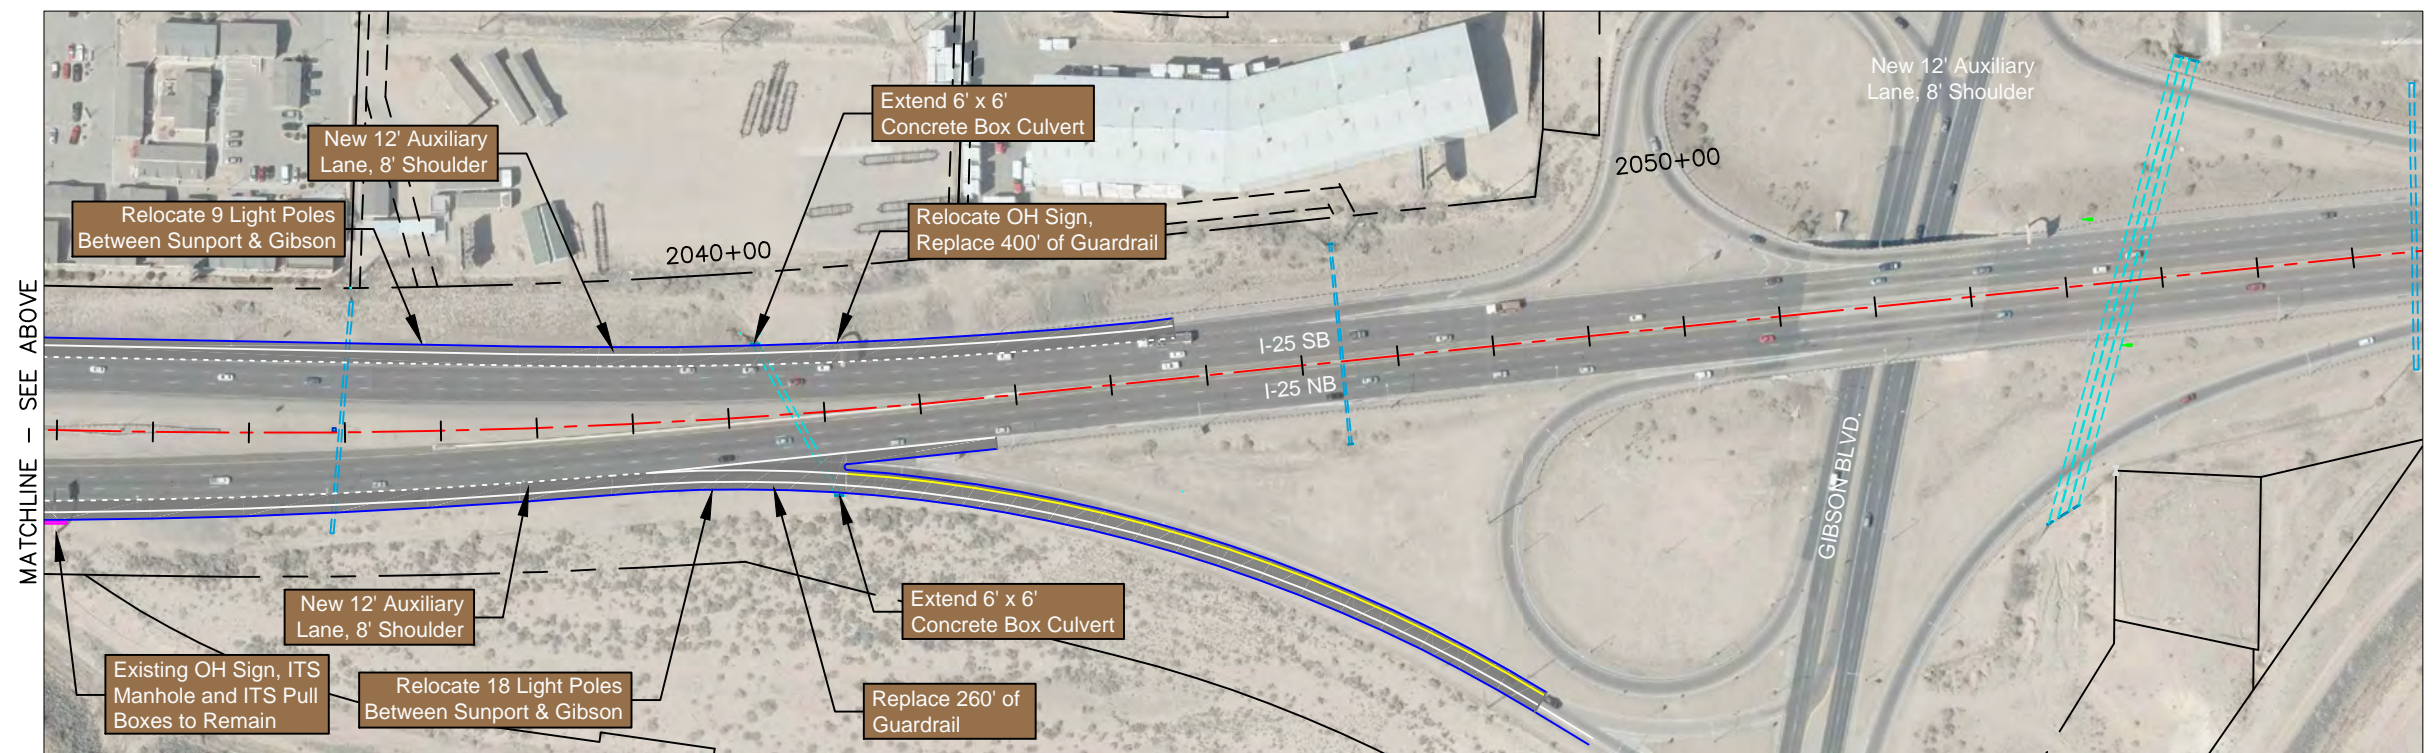 New 12' Auxiliary
Lane, 8' Shoulder
Extend 6' x 6'
Concrete Box Culvert
New 12' Auxiliary
Lane, 8' Shoulder
Relocate 9 Light Poles
Between Sunport & Gibson
Relocate OH Sign,
Replace 400' of Guardrail
2040+00
2050+00
MATCHLINE – SEE ABOVE
I-25 SB
I-25 NB
GIBSON BLVD.
New 12' Auxiliary
Lane, 8' Shoulder
Extend 6' x 6'
Concrete Box Culvert
Existing OH Sign, ITS
Manhole and ITS Pull
Boxes to Remain
Relocate 18 Light Poles
Between Sunport & Gibson
Replace 260' of
Guardrail